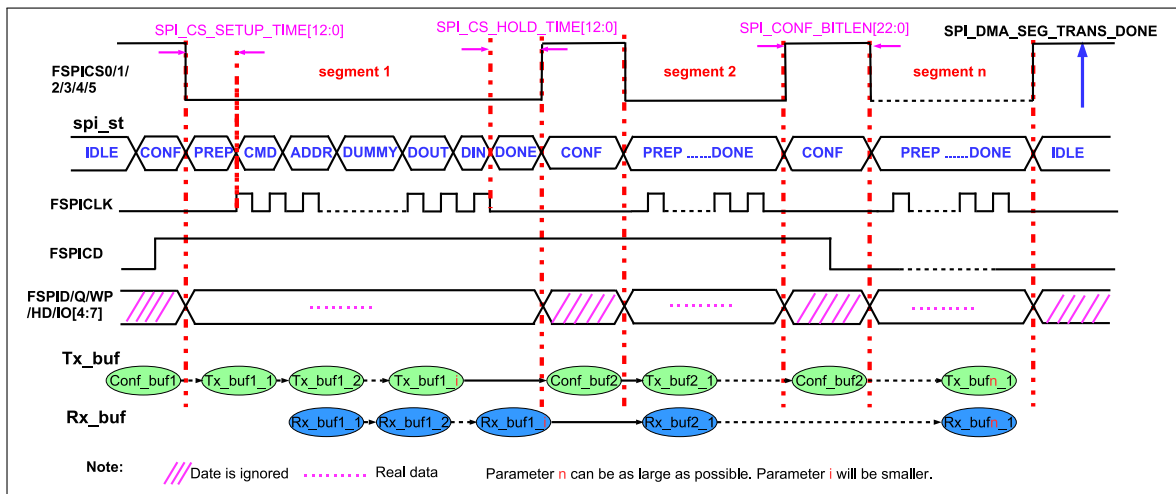 SPI_CS_SETUP_TIME[12:0]
SPI_CS_HOLD_TIME[12:0]
SPI_CONF_BITLEN[22:0]
SPI_DMA_SEG_TRANS_DONE
FSPICS0/1/
2/3/4/5
segment 1
segment 2
segment n
spi_st
IDLE CONF PREP CMD ADDR DUMMY DOUT DIN DONE CONF PREP ......DONE CONF PREP ......DONE IDLE
FSPICLK
FSPICD
FSPID/Q/WP
/HD/IO[4:7]
Tx_buf
Conf_buf1 Tx_buf1_1 Tx_buf1_2 Tx_buf1_i Conf_buf2 Tx_buf2_1 Conf_buf2 Tx_bufn_1
Rx_buf
Rx_buf1_1 Rx_buf1_2 Rx_buf1_i Rx_buf2_1 Rx_bufn_1
Note: Date is ignored Real data Parameter n can be as large as possible. Parameter i will be smaller.